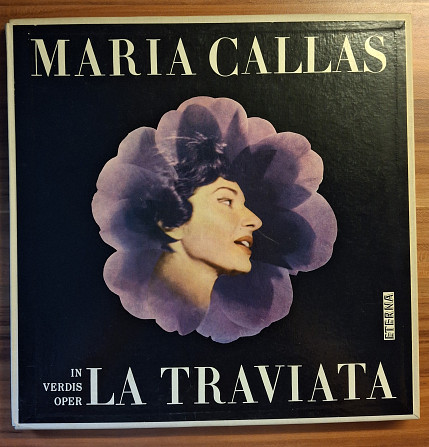 MARIA CALLAS
ETERNA
IN
VERDIS
OPER
LA TRAVIATA